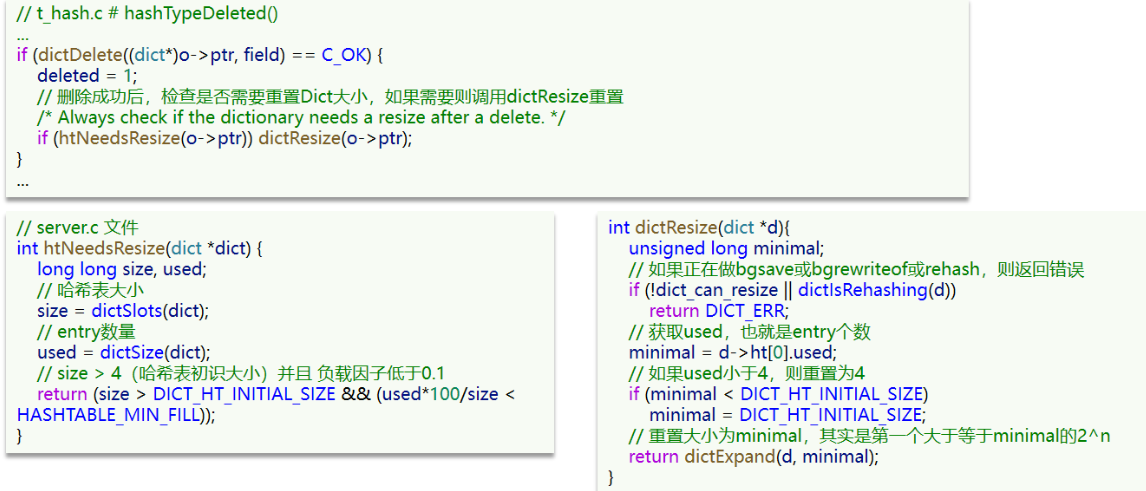 // t_hash.c # hashTypeDeleted()
...
if (dictDelete((dict*)o->ptr, field) == C_OK) {
    deleted = 1;
    // 删除成功后，检查是否需要重置Dict大小，如果需要则调用dictResize重置
    /* Always check if the dictionary needs a resize after a delete. */
    if (htNeedsResize(o->ptr)) dictResize(o->ptr);
}
...
// server.c 文件
int htNeedsResize(dict *dict) {
    long long size, used;
    // 哈希表大小
    size = dictSlots(dict);
    // entry数量
    used = dictSize(dict);
    // size > 4（哈希表初识大小）并且 负载因子低于0.1
    return (size > DICT_HT_INITIAL_SIZE && (used*100/size <
HASHTABLE_MIN_FILL));
}
int dictResize(dict *d){
    unsigned long minimal;
    // 如果正在做bgsave或bgrewriteof或rehash，则返回错误
    if (!dict_can_resize || dictIsRehashing(d))
        return DICT_ERR;
    // 获取used，也就是entry个数
    minimal = d->ht[0].used;
    // 如果used小于4，则重置为4
    if (minimal < DICT_HT_INITIAL_SIZE)
        minimal = DICT_HT_INITIAL_SIZE;
    // 重置大小为minimal，其实是第一个大于等于minimal的2^n
    return dictExpand(d, minimal);
}